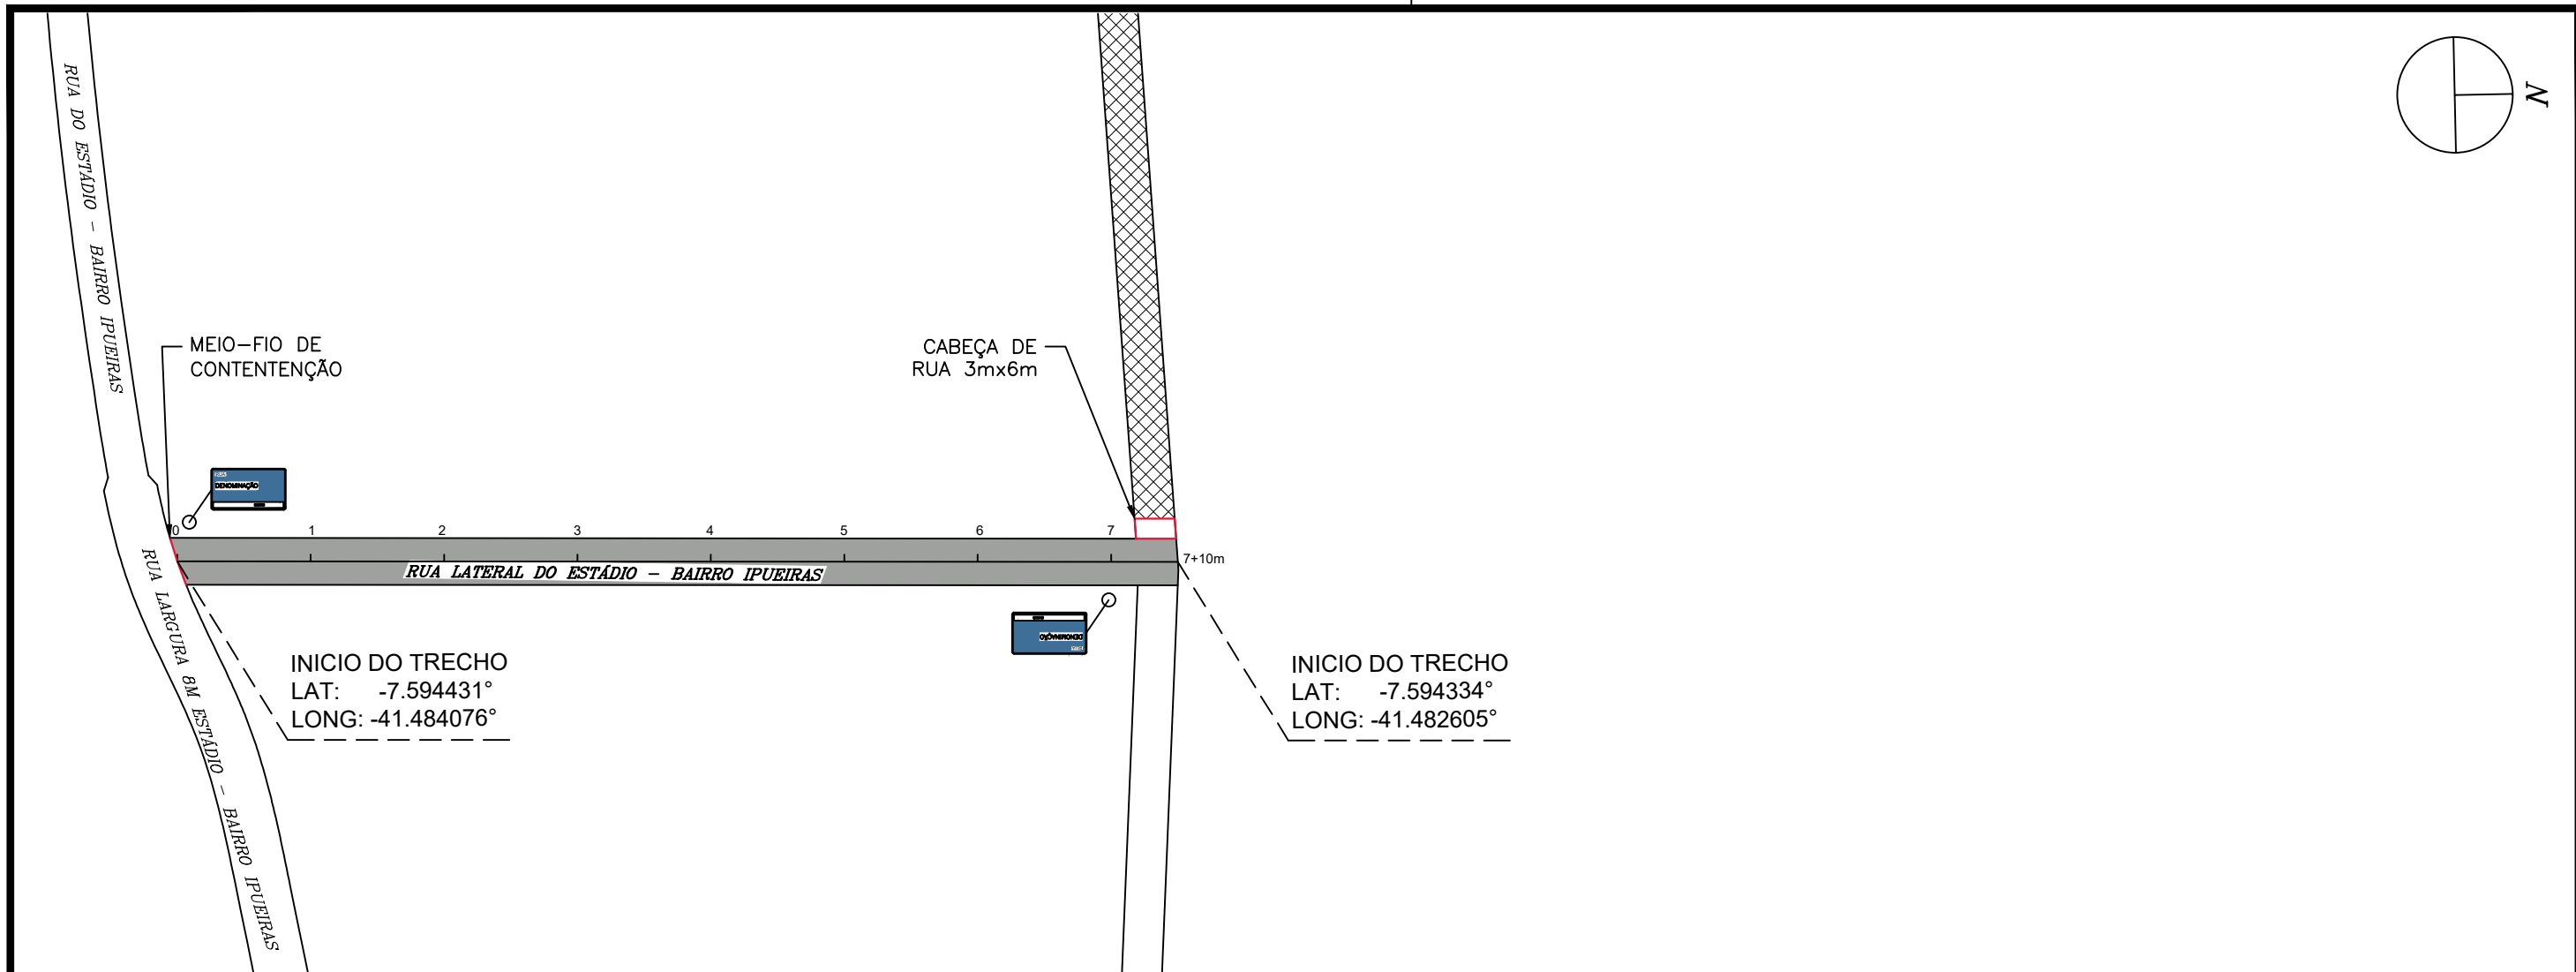 N
RUA DO ESTÁDIO - BAIRRO IPUEIRAS
MEIO-FIO DE
CONTENTENÇÃO
CABEÇA DE
RUA 3mx6m
DENOMINAÇÃO
0 1 2 3 4 5 6 7
7+10m
RUA LATERAL DO ESTÁDIO - BAIRRO IPUEIRAS
RUA LARGURA 8M ESTÁDIO - BAIRRO IPUEIRAS
DENOMINAÇÃO
INICIO DO TRECHO
LAT: -7.594431°
LONG: -41.484076°
INICIO DO TRECHO
LAT: -7.594334°
LONG: -41.482605°